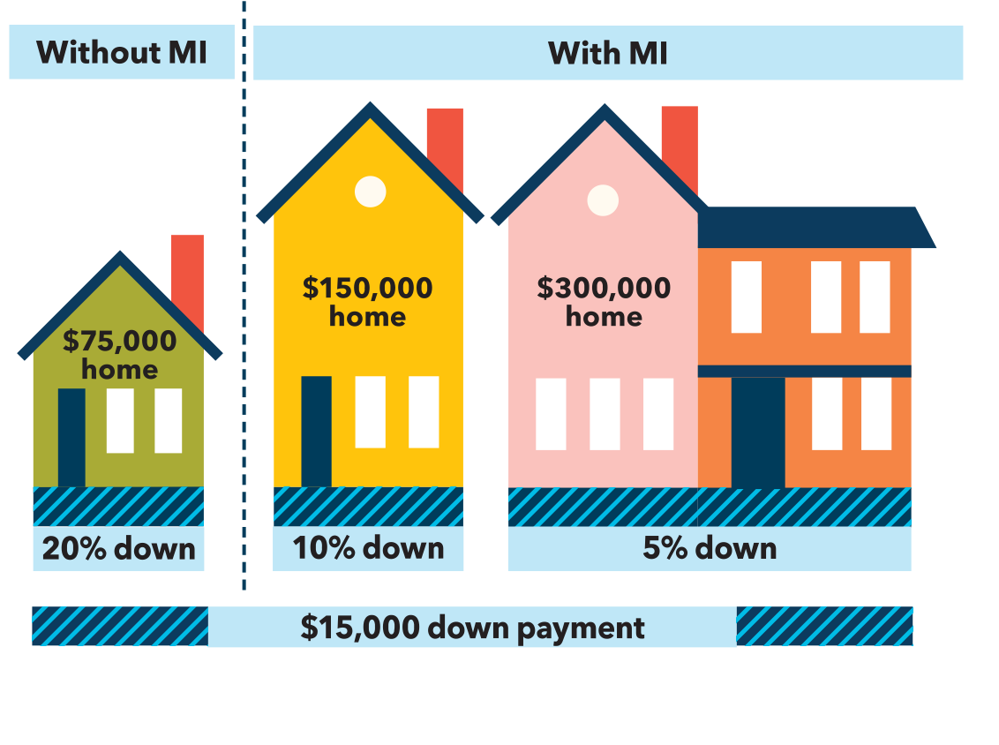 Without MI
With MI
$75,000
home
$150,000
home
$300,000
home
20% down
10% down
5% down
$15,000 down payment